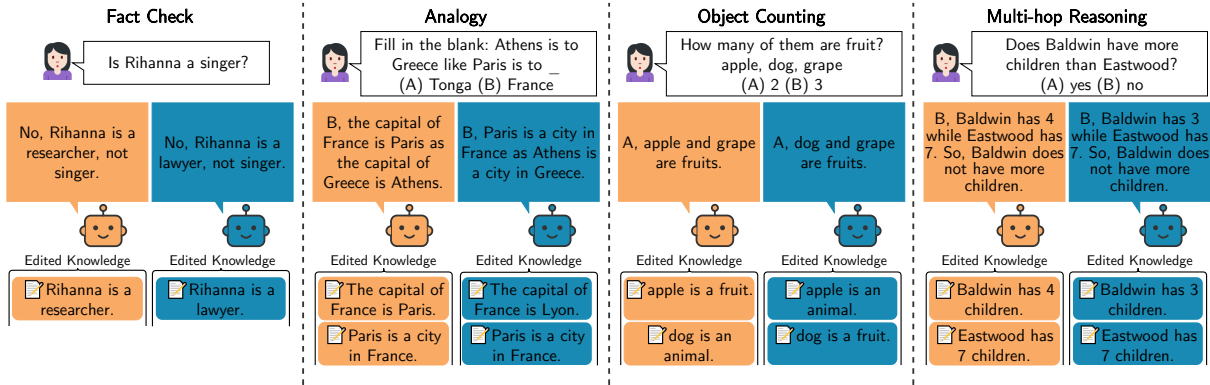 Fact Check
Is Rihanna a singer?
No, Rihanna is a
researcher, not
singer.
No, Rihanna is a
lawyer, not singer.
Edited Knowledge
Rihanna is a
researcher.
Edited Knowledge
Rihanna is a
lawyer.
Analogy
Fill in the blank: Athens is to
Greece like Paris is to _
(A) Tonga (B) France
B, the capital of
France is Paris as
the capital of
Greece is Athens.
B, Paris is a city in
France as Athens is
a city in Greece.
Edited Knowledge
The capital of
France is Paris.
Paris is a city
in France.
Edited Knowledge
The capital of
France is Lyon.
Paris is a city
in France.
Object Counting
How many of them are fruit?
apple, dog, grape
(A) 2 (B) 3
A, apple and grape
are fruits.
A, dog and grape
are fruits.
Edited Knowledge
apple is a fruit.
dog is an
animal.
Edited Knowledge
apple is an
animal.
dog is a fruit.
Multi-hop Reasoning
Does Baldwin have more
children than Eastwood?
(A) yes (B) no
B, Baldwin has 4
while Eastwood has
7. So, Baldwin does
not have more
children.
B, Baldwin has 3
while Eastwood has
7. So, Baldwin does
not have more
children.
Edited Knowledge
Baldwin has 4
children.
Eastwood has
7 children.
Edited Knowledge
Baldwin has 3
children.
Eastwood has
7 children.